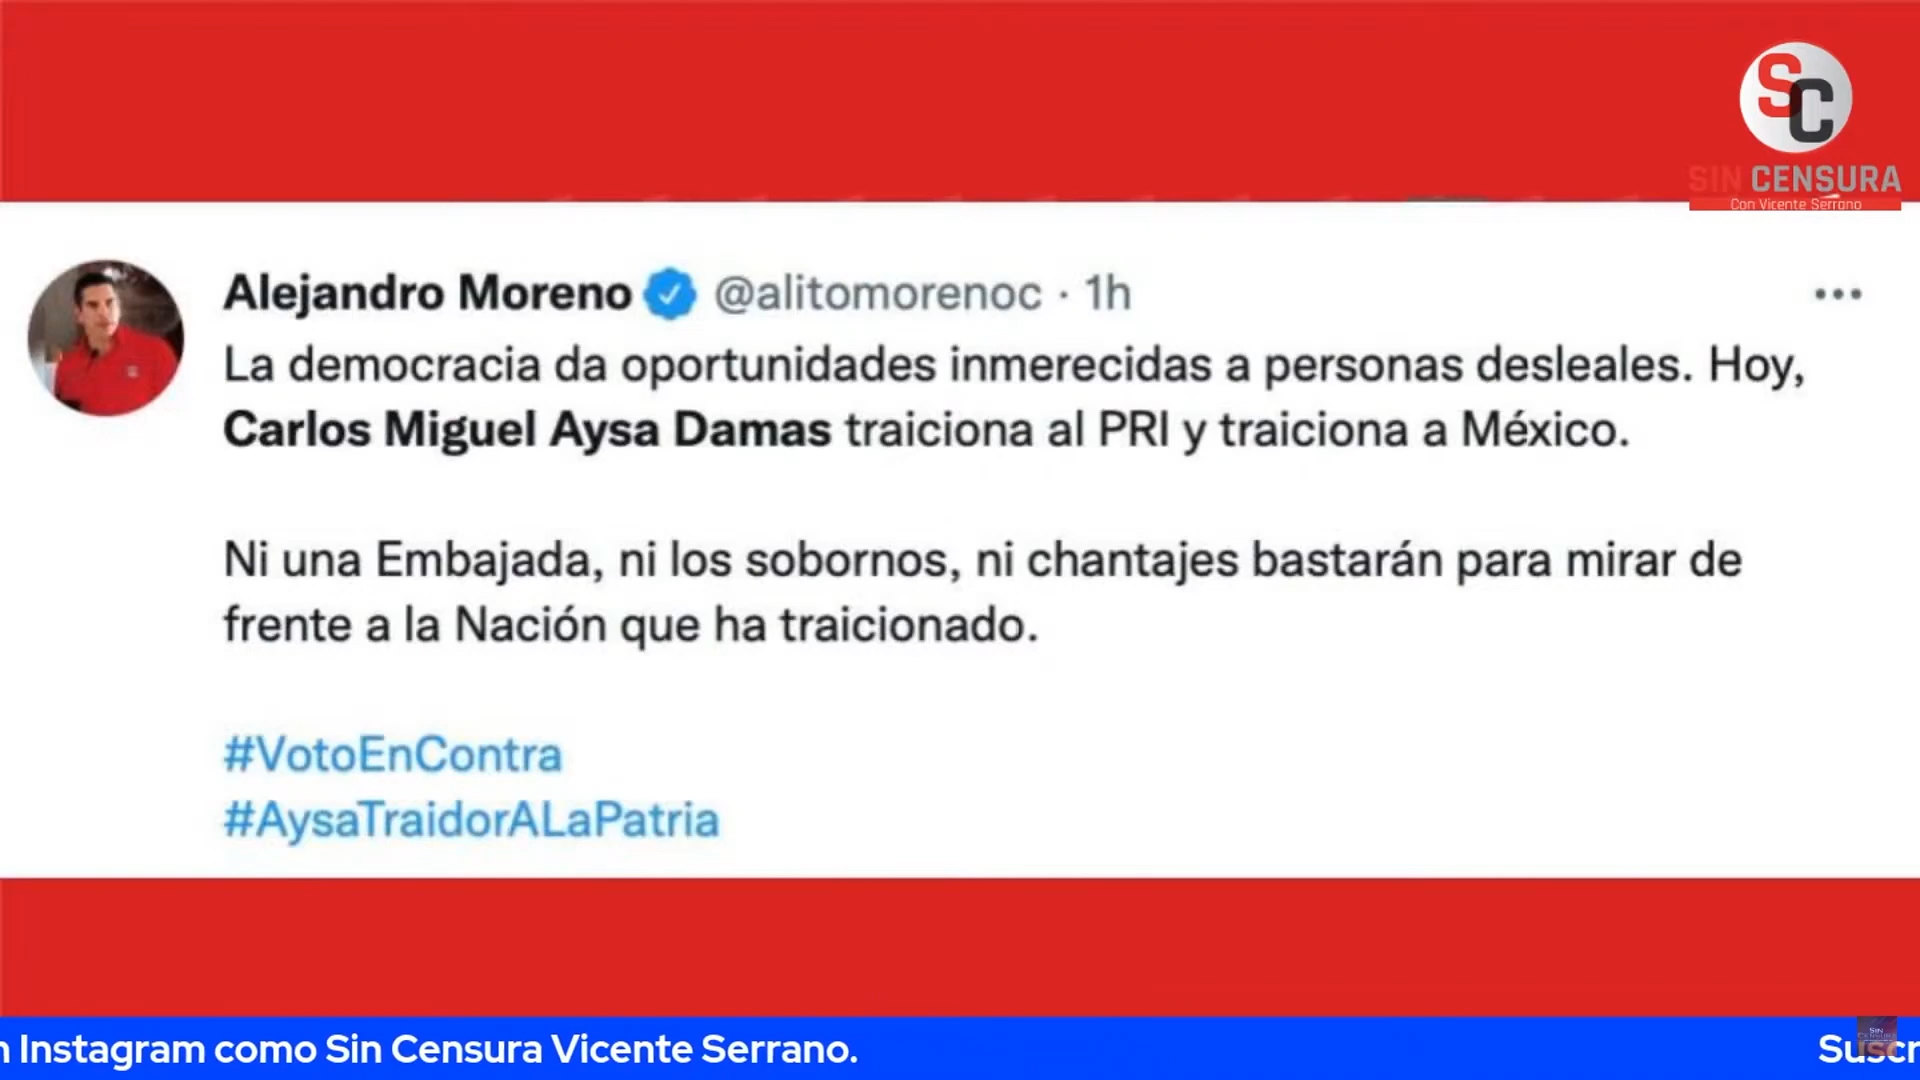 SC
SIN CENSURA
Con Vicente Serrano
Alejandro Moreno @alitomorenoc · 1h
La democracia da oportunidades inmerecidas a personas desleales. Hoy,
Carlos Miguel Aysa Damas traiciona al PRI y traiciona a México.
Ni una Embajada, ni los sobornos, ni chantajes bastarán para mirar de
frente a la Nación que ha traicionado.
#VotoEnContra
#AysaTraidorALaPatria
n Instagram como Sin Censura Vicente Serrano. Suscr
SIN CENSURA